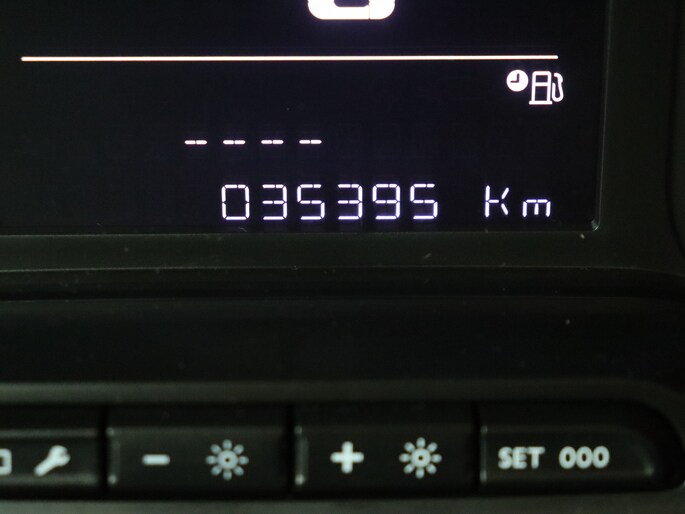 ----
035395 Km
- + SET 000